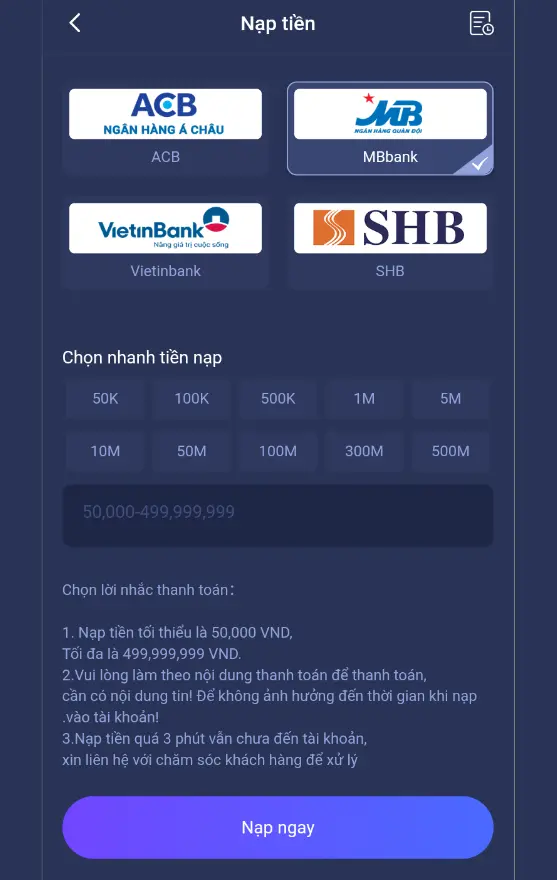 Nạp tiền
ACB
NGÂN HÀNG Á CHÂU
ACB
MB
NGÂN HÀNG QUÂN ĐỘI
MBbank
VietinBank
Nâng giá trị cuộc sống
Vietinbank
SHB
SHB
Chọn nhanh tiền nạp
50K 100K 500K 1M 5M
10M 50M 100M 300M 500M
50,000-499,999,999
Chọn lời nhắc thanh toán：
1. Nạp tiền tối thiểu là 50,000 VND,
Tối đa là 499,999,999 VND.
2.Vui lòng làm theo nội dung thanh toán để thanh toán,
cần có nội dung tin! Để không ảnh hưởng đến thời gian khi nạp
.vào tài khoản!
3.Nạp tiền quá 3 phút vẫn chưa đến tài khoản,
xin liên hệ với chăm sóc khách hàng để xử lý
Nạp ngay